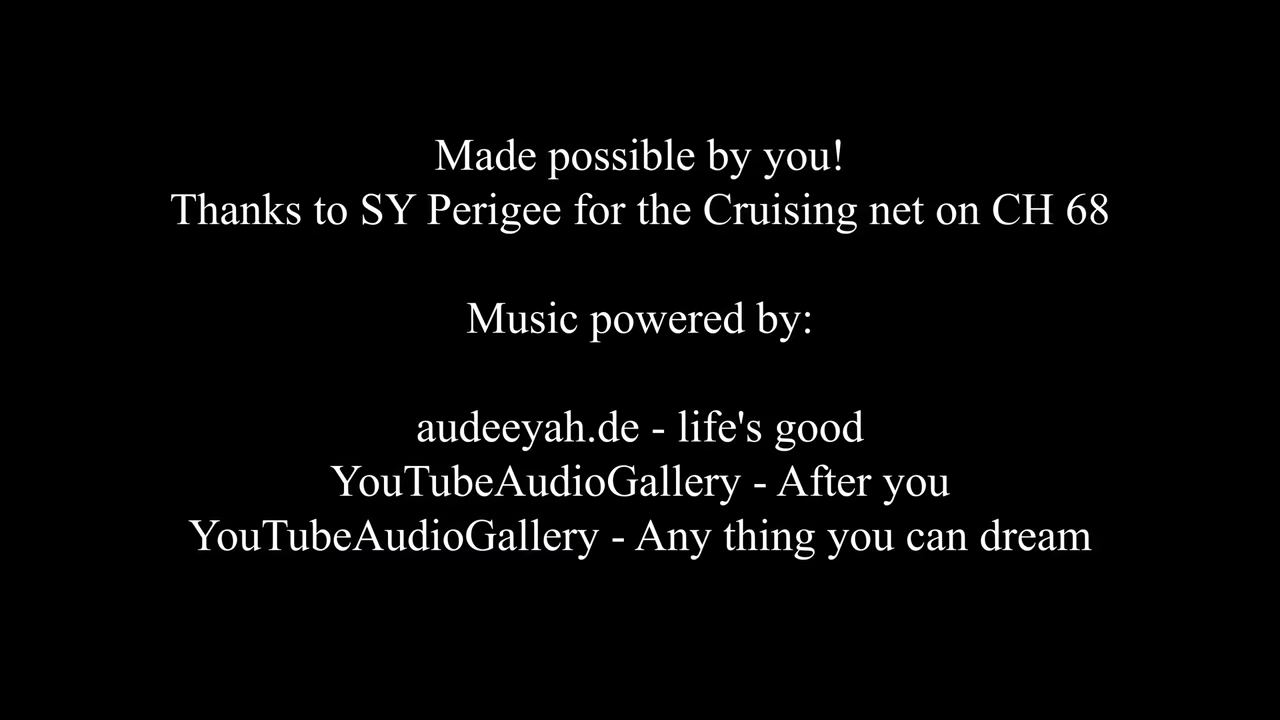 Made possible by you!
Thanks to SY Perigee for the Cruising net on CH 68
Music powered by:
audeeyah.de - life's good
YouTubeAudioGallery - After you
YouTubeAudioGallery - Any thing you can dream